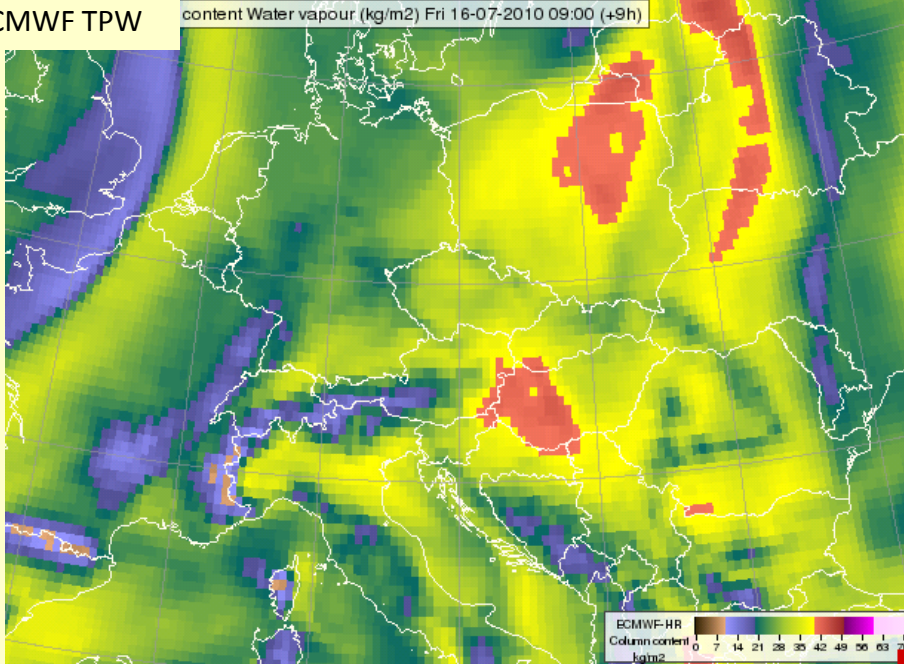 CMWF TPW
content Water vapour (kg/m2) Fri 16-07-2010 09:00 (+9h)
ECMWF-HR
Column content
kg/m2
0 7 14 21 28 35 42 49 56 63